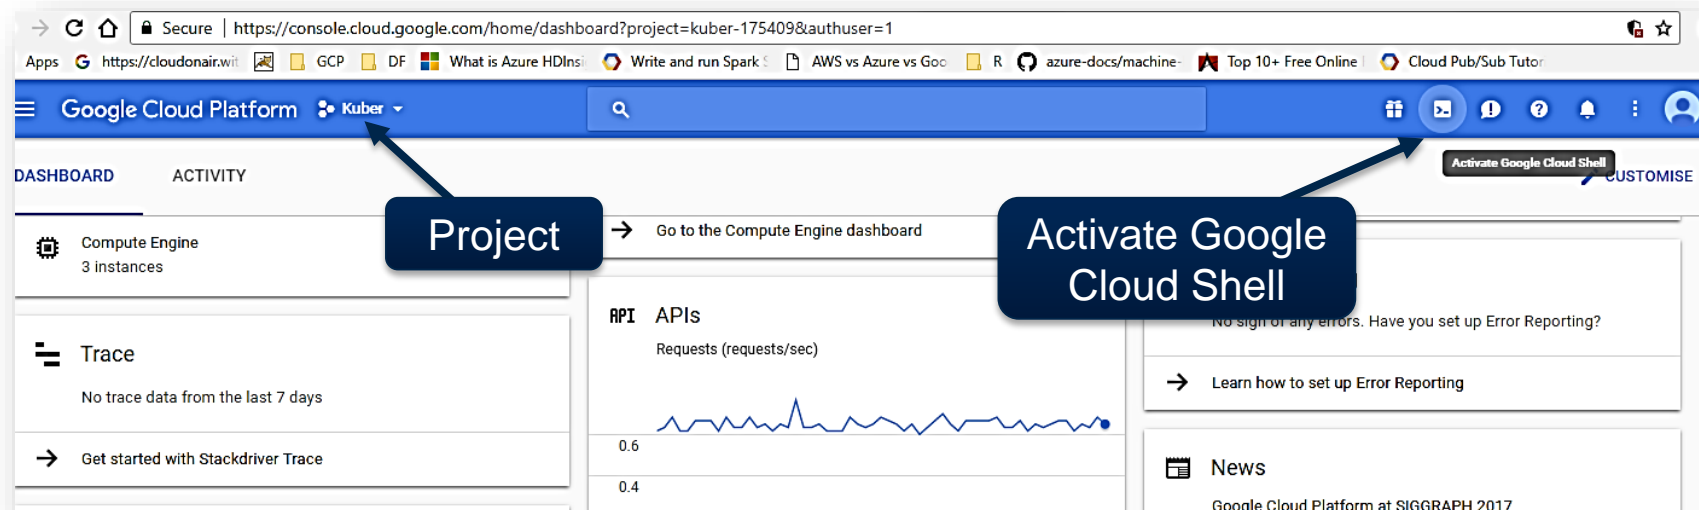 Secure | https://console.cloud.google.com/home/dashboard?project=kuber-175409&authuser=1
Apps G https://cloudonair.wit GCP DF What is Azure HDInsi Write and run Spark S AWS vs Azure vs Goo R azure-docs/machine- Top 10+ Free Online Cloud Pub/Sub Tutor
Google Cloud Platform Kuber
Activate Google Cloud Shell
DASHBOARD ACTIVITY CUSTOMISE
Project
Activate Google
Cloud Shell
Compute Engine
3 instances
Trace
No trace data from the last 7 days
Get started with Stackdriver Trace
Go to the Compute Engine dashboard
API APIs
Requests (requests/sec)
0.6
0.4
No sign of any errors. Have you set up Error Reporting?
Learn how to set up Error Reporting
News
Google Cloud Platform at SIGGRAPH 2017